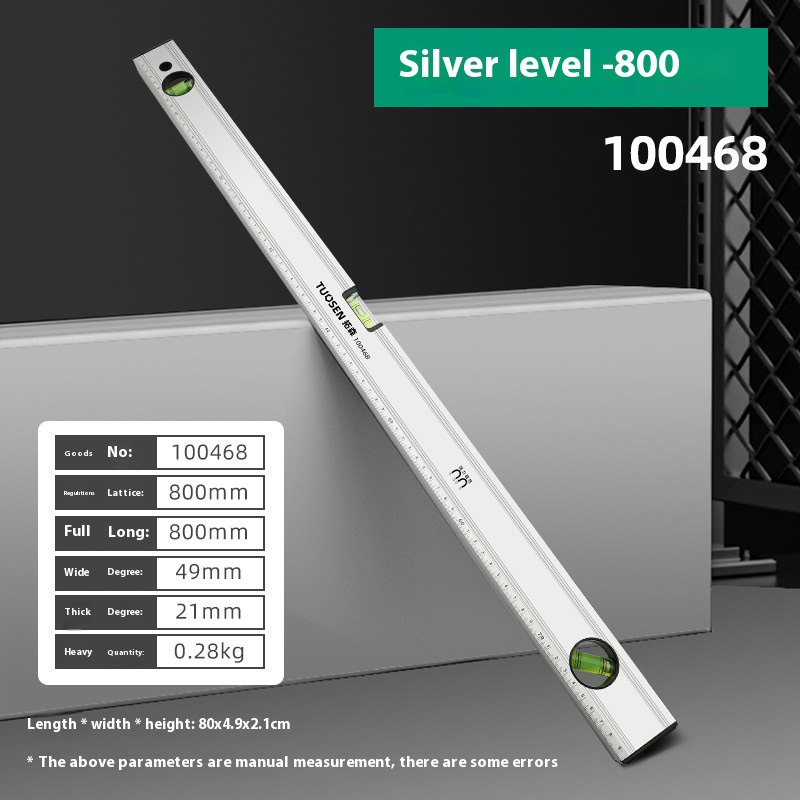 Silver level -800
100468
TUOSEN 拓森 100468
Goods No: 100468
Regulations Lattice: 800mm
Full Long: 800mm
Wide Degree: 49mm
Thick Degree: 21mm
Heavy Quantity: 0.28kg
Length * width * height: 80x4.9x2.1cm
* The above parameters are manual measurement, there are some errors